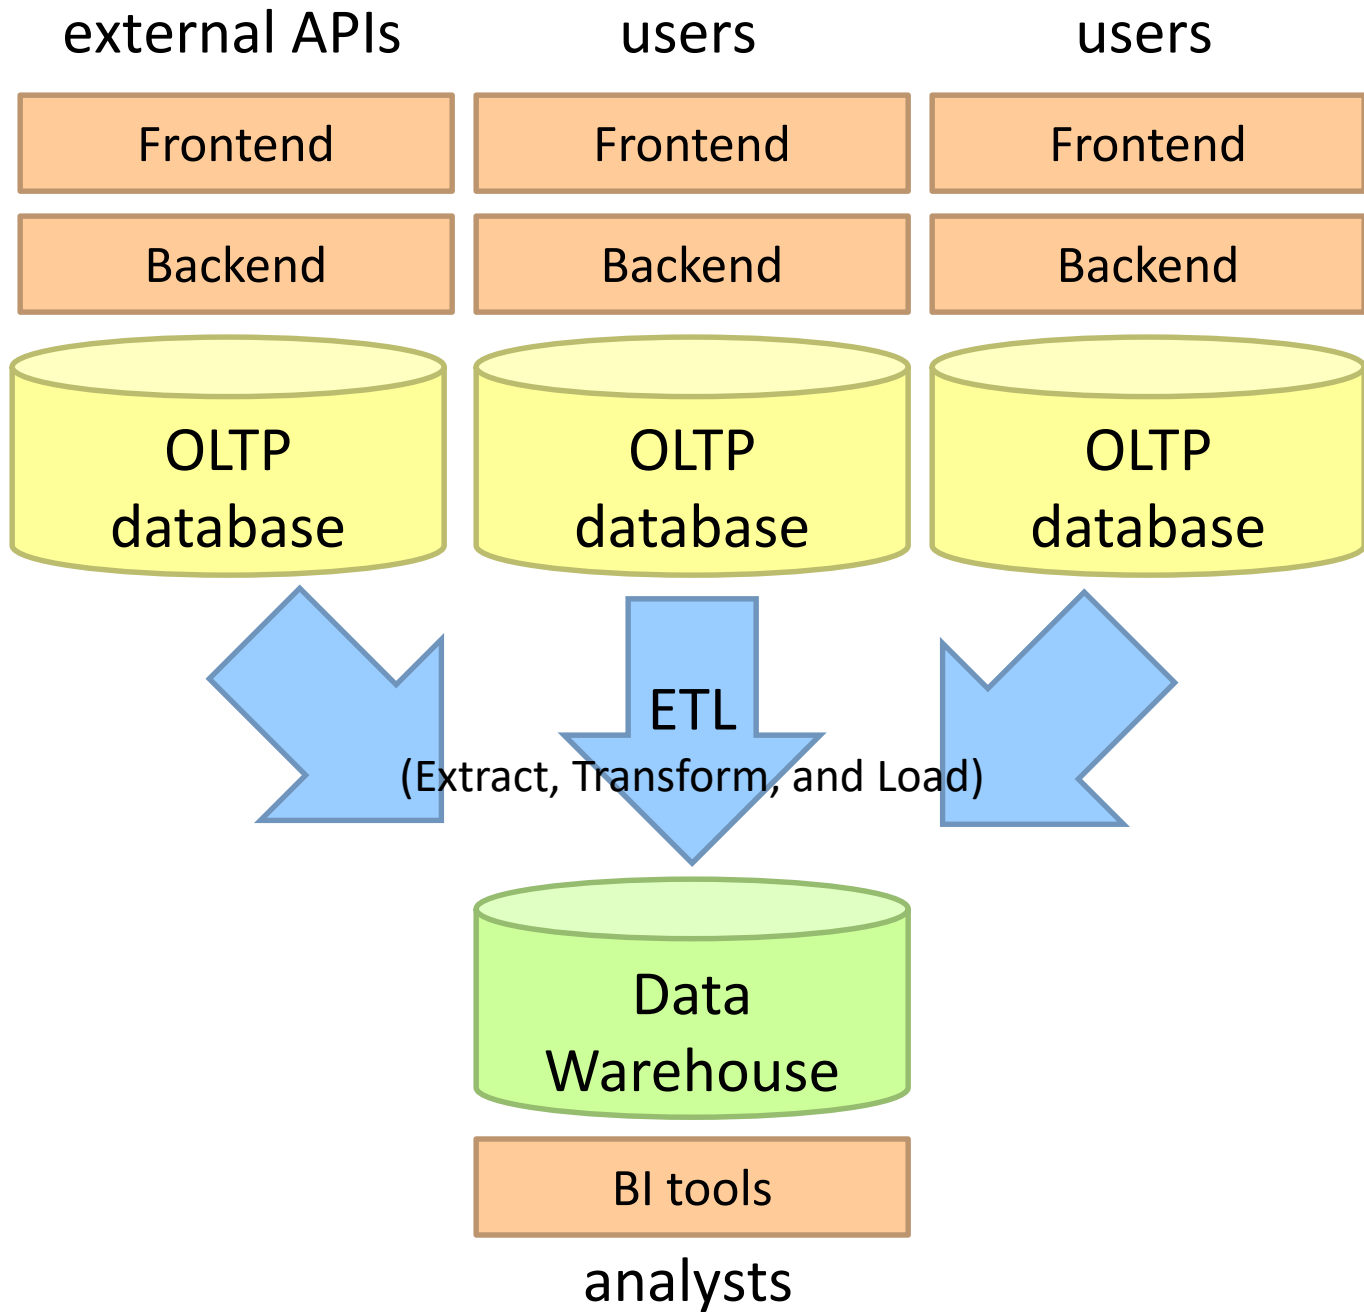 external APIs
users
users
Frontend
Frontend
Frontend
Backend
Backend
Backend
OLTP
database
OLTP
database
OLTP
database
ETL
(Extract, Transform, and Load)
Data
Warehouse
BI tools
analysts